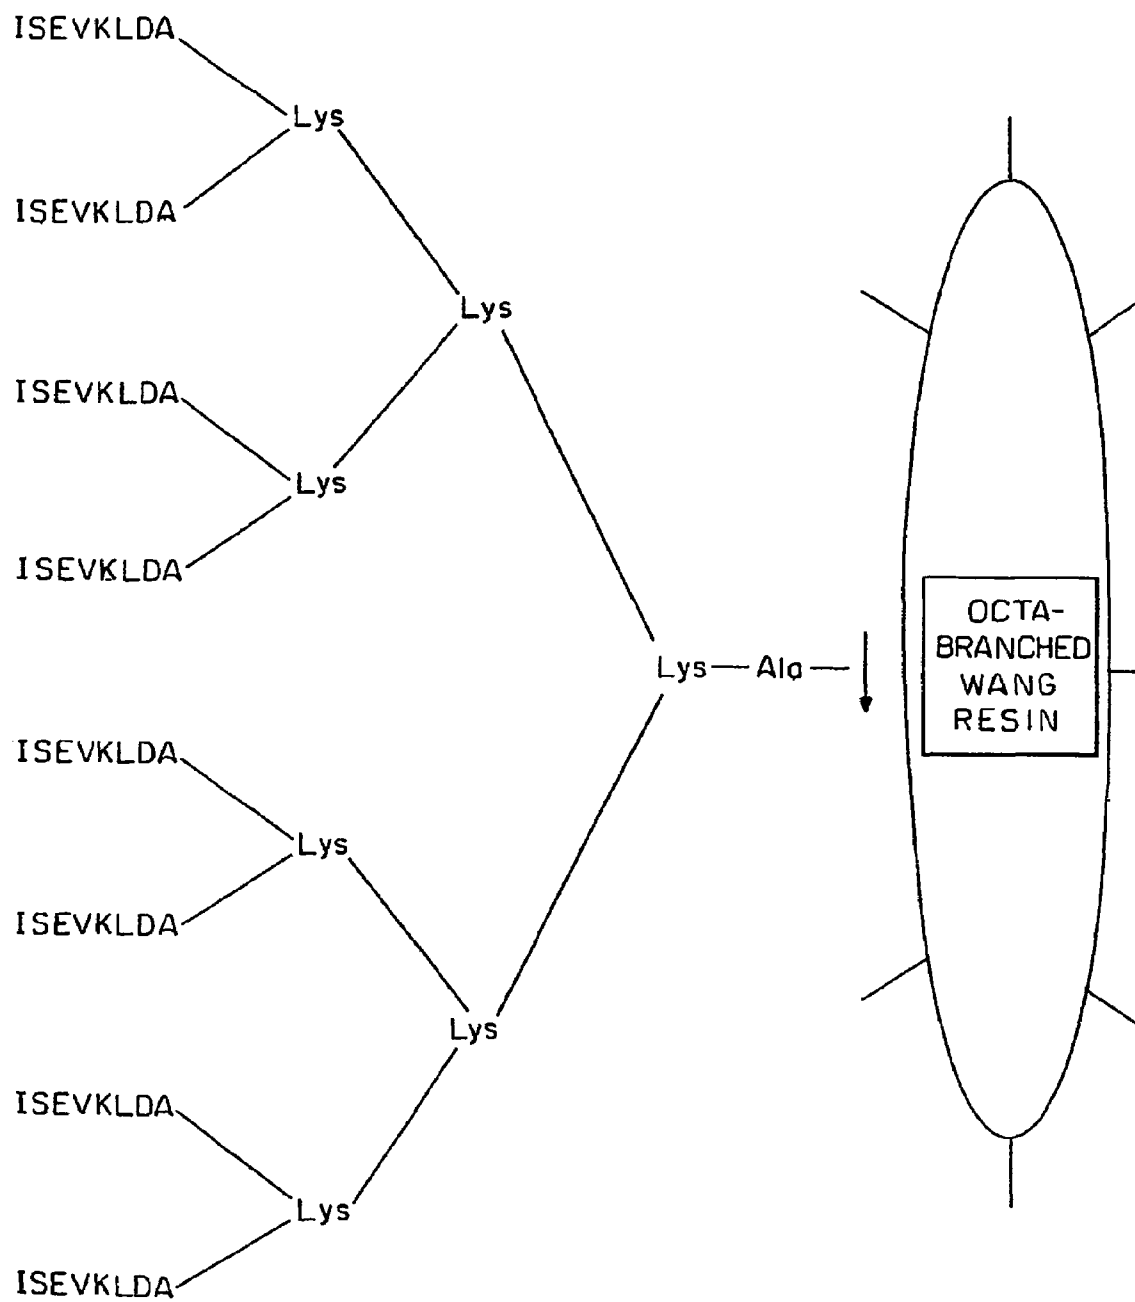 ISEVKLDA
Lys
ISEVKLDA
Lys
ISEVKLDA
Lys
ISEVKLDA
Lys Ala
OCTA-
BRANCHED
WANG
RESIN
ISEVKLDA
Lys
ISEVKLDA
Lys
ISEVKLDA
Lys
ISEVKLDA